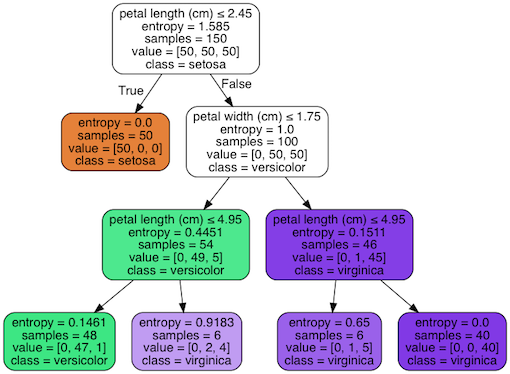 petal length (cm) ≤ 2.45
entropy = 1.585
samples = 150
value = [50, 50, 50]
class = setosa
True
False
entropy = 0.0
samples = 50
value = [50, 0, 0]
class = setosa
petal width (cm) ≤ 1.75
entropy = 1.0
samples = 100
value = [0, 50, 50]
class = versicolor
petal length (cm) ≤ 4.95
entropy = 0.4451
samples = 54
value = [0, 49, 5]
class = versicolor
petal length (cm) ≤ 4.95
entropy = 0.1511
samples = 46
value = [0, 1, 45]
class = virginica
entropy = 0.1461
samples = 48
value = [0, 47, 1]
class = versicolor
entropy = 0.9183
samples = 6
value = [0, 2, 4]
class = virginica
entropy = 0.65
samples = 6
value = [0, 1, 5]
class = virginica
entropy = 0.0
samples = 40
value = [0, 0, 40]
class = virginica